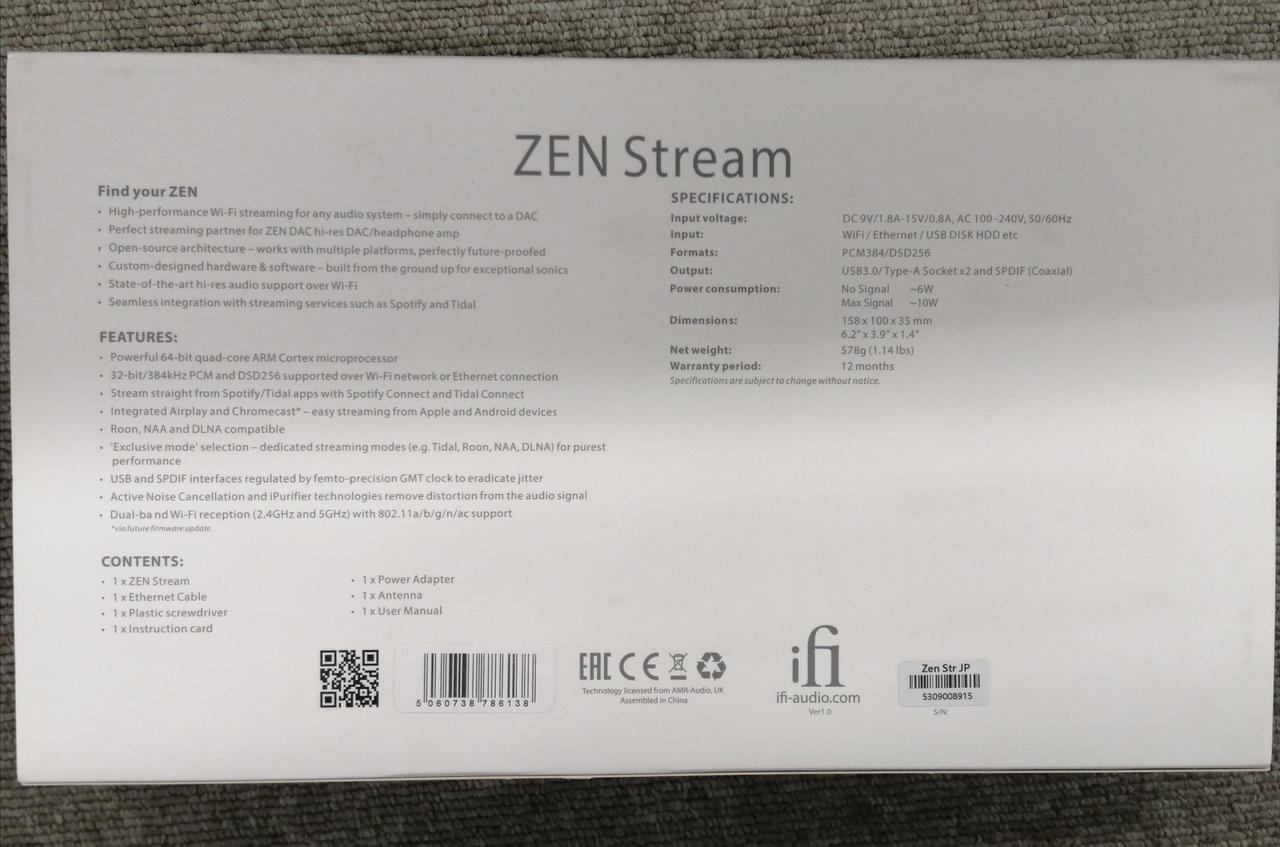 ZEN Stream
Find your ZEN
• High-performance Wi-Fi streaming for any audio system – simply connect to a DAC
• Perfect streaming partner for ZEN DAC hi-res DAC/headphone amp
• Open-source architecture – works with multiple platforms, perfectly future-proofed
• Custom-designed hardware & software – built from the ground up for exceptional sonics
• State-of-the-art hi-res audio support over Wi-Fi
• Seamless integration with streaming services such as Spotify and Tidal
FEATURES:
• Powerful 64-bit quad-core ARM Cortex microprocessor
• 32-bit/384kHz PCM and DSD256 supported over Wi-Fi network or Ethernet connection
• Stream straight from Spotify/Tidal apps with Spotify Connect and Tidal Connect
• Integrated Airplay and Chromecast* – easy streaming from Apple and Android devices
• Roon, NAA and DLNA compatible
• 'Exclusive mode' selection – dedicated streaming modes (e.g. Tidal, Roon, NAA, DLNA) for purest
performance
• USB and SPDIF interfaces regulated by femto-precision GMT clock to eradicate jitter
• Active Noise Cancellation and iPurifier technologies remove distortion from the audio signal
• Dual-ba nd Wi-Fi reception (2.4GHz and 5GHz) with 802.11a/b/g/n/ac support
*via future firmware update.
CONTENTS:
• 1 x ZEN Stream
• 1 x Ethernet Cable
• 1 x Plastic screwdriver
• 1 x Instruction card
• 1 x Power Adapter
• 1 x Antenna
• 1 x User Manual
SPECIFICATIONS:
Input voltage: DC 9V/1.8A-15V/0.8A, AC 100 -240V, 50/60Hz
Input: WiFi / Ethernet / USB DISK HDD etc
Formats: PCM384/DSD256
Output: USB3.0/ Type-A Socket x2 and SPDIF (Coaxial)
Power consumption: No Signal ~6W
Max Signal ~10W
Dimensions: 158 x 100 x 35 mm
6.2" x 3.9" x 1.4"
Net weight: 578g (1.14 lbs)
Warranty period: 12 months
Specifications are subject to change without notice.
5 060738 786138
EAC CE
Technology licensed from AMR-Audio, UK
Assembled in China
ifi
ifi-audio.com
Ver1.0
Zen Str JP
5309008915
S/N: